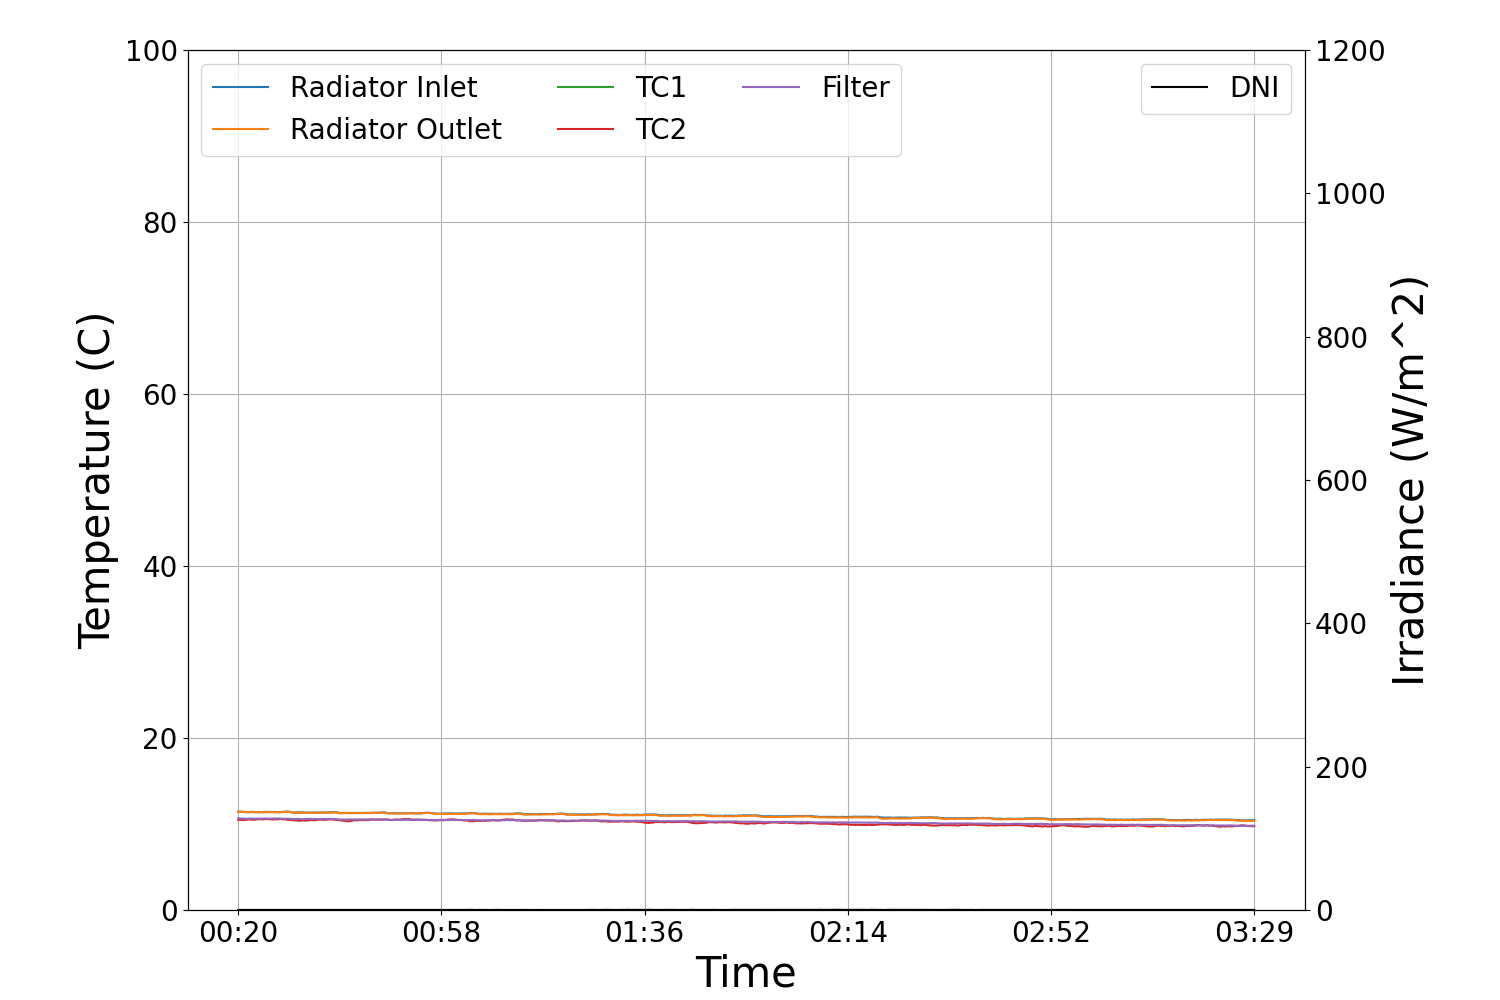 100
80
60
40
20
0
Temperature (C)
Radiator Inlet
Radiator Outlet
TC1
TC2
Filter
DNI
1200
1000
800
600
400
200
0
Irradiance (W/m^2)
00:20 00:58 01:36 02:14 02:52 03:29
Time